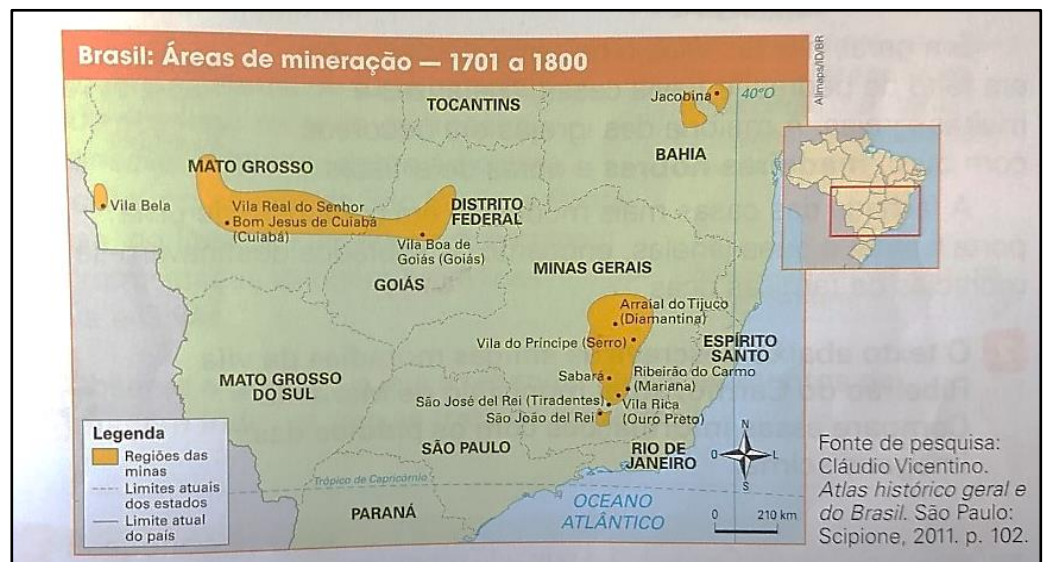 Brasil: Áreas de mineração — 1701 a 1800
Allmaps/ID/BR
TOCANTINS
Jacobina
40°O
BAHIA
MATO GROSSO
Vila Bela
Vila Real do Senhor
Bom Jesus de Cuiabá
(Cuiabá)
DISTRITO
FEDERAL
Vila Boa de
Goiás (Goiás)
GOIÁS
MINAS GERAIS
Arraial do Tijuco
(Diamantina)
Vila do Príncipe (Serro)
ESPÍRITO
SANTO
Sabará
Ribeirão do Carmo
(Mariana)
São José del Rei (Tiradentes)
Vila Rica
(Ouro Preto)
São João del Rei
MATO GROSSO
DO SUL
SÃO PAULO
RIO DE
JANEIRO
Trópico de Capricórnio
PARANÁ
OCEANO
ATLÂNTICO
N
O
L
S
0 210 km
Legenda
Regiões das
minas
Limites atuais
dos estados
Limite atual
do país
Fonte de pesquisa:
Cláudio Vicentino.
Atlas histórico geral e
do Brasil. São Paulo:
Scipione, 2011. p. 102.